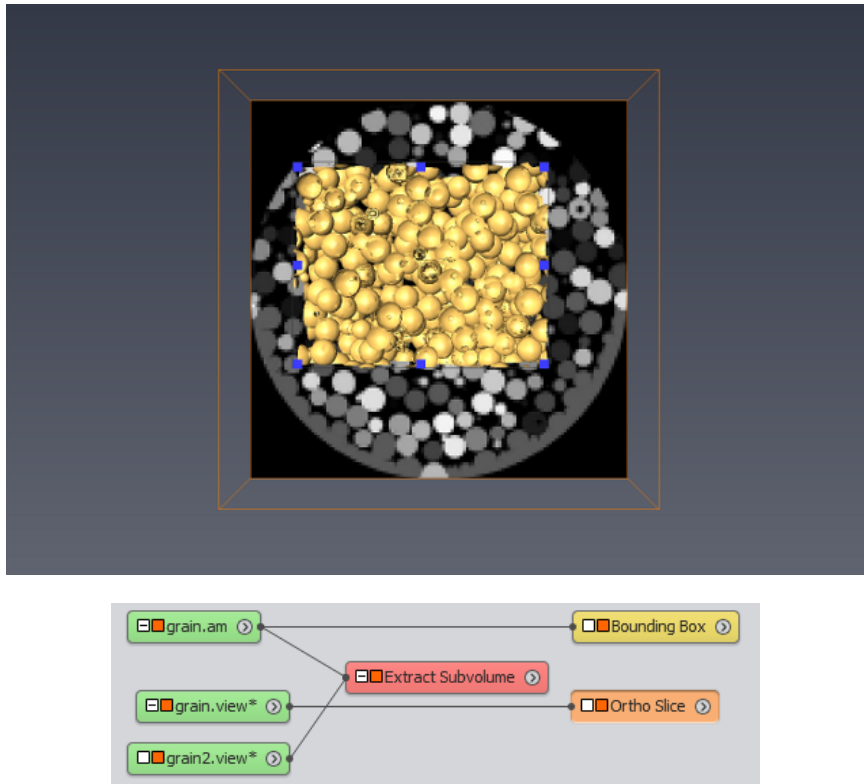 grain.am
Bounding Box
Extract Subvolume
grain.view*
Ortho Slice
grain2.view*